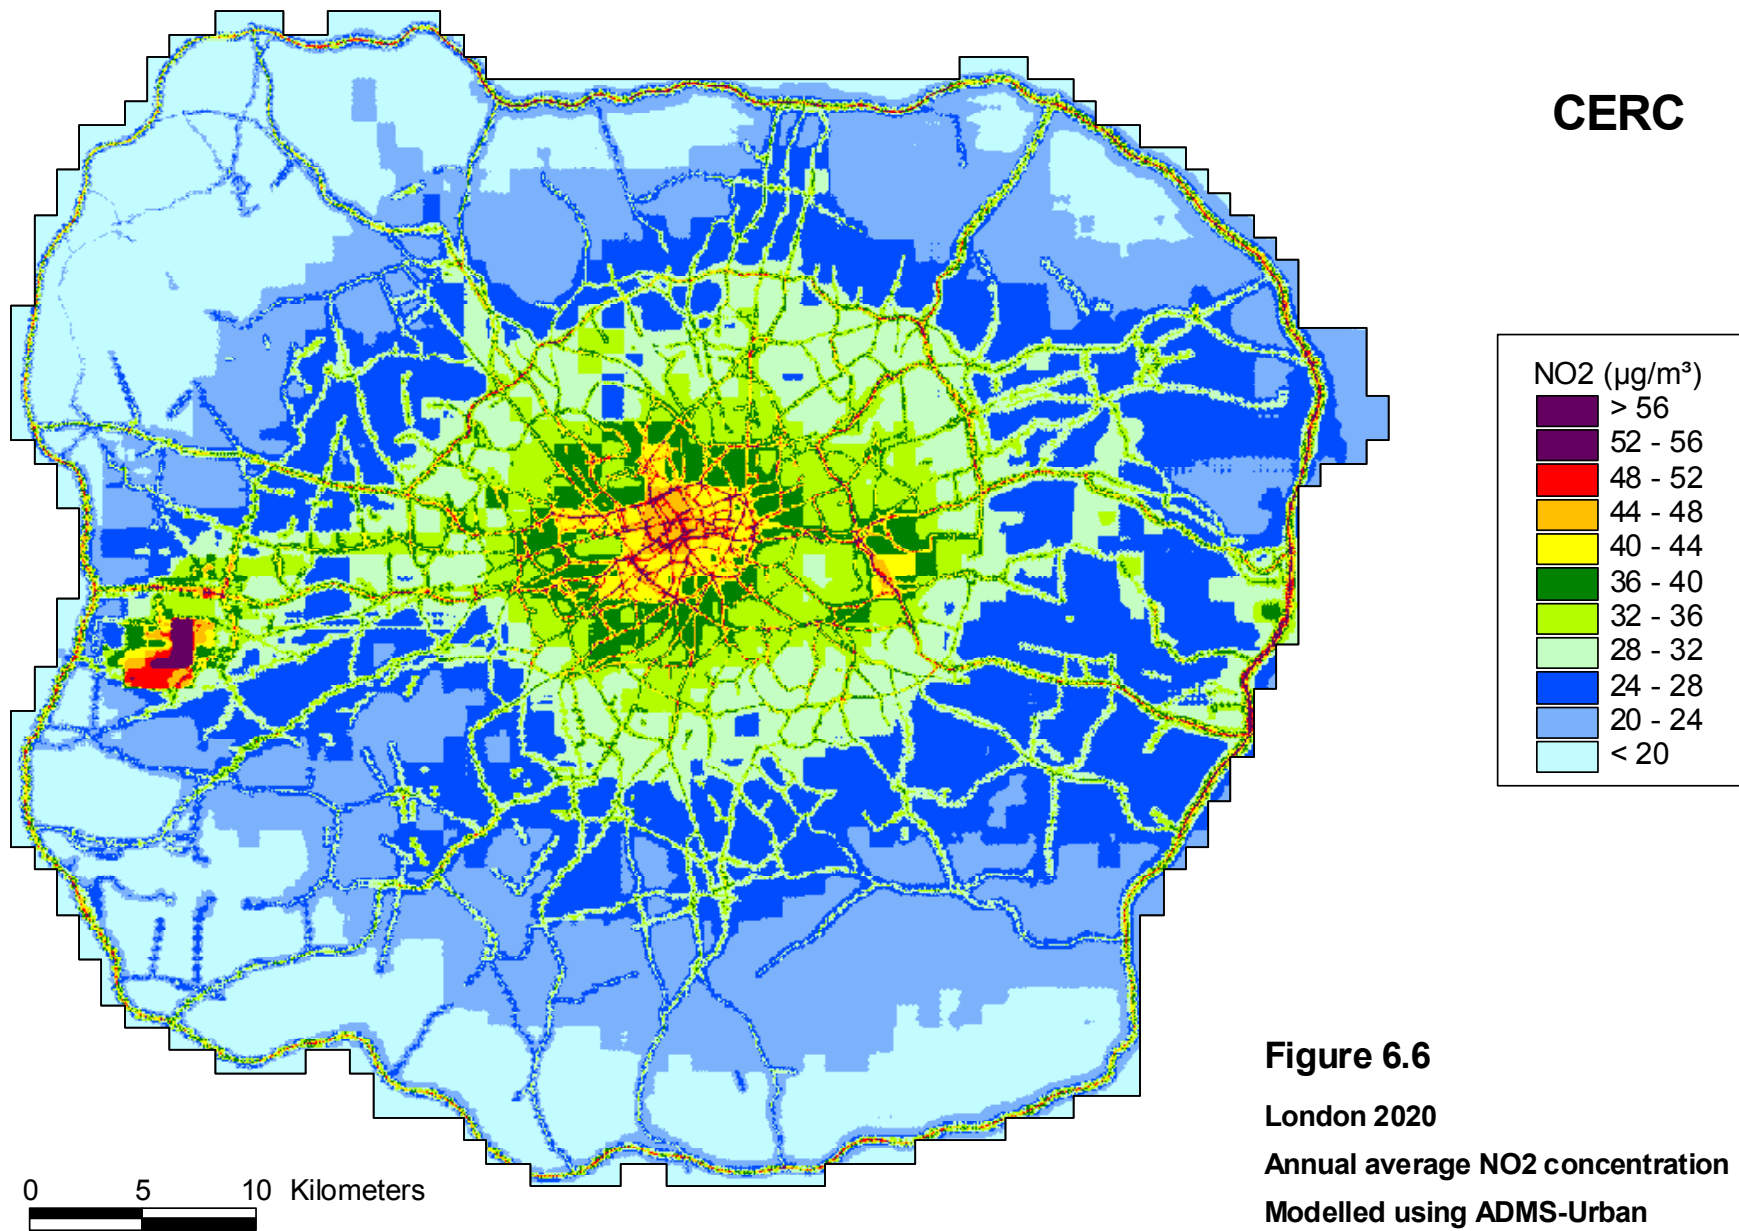 CERC
NO2 (µg/m³)
> 56
52 - 56
48 - 52
44 - 48
40 - 44
36 - 40
32 - 36
28 - 32
24 - 28
20 - 24
< 20
Figure 6.6
London 2020
Annual average NO2 concentration
Modelled using ADMS-Urban
0 5 10 Kilometers